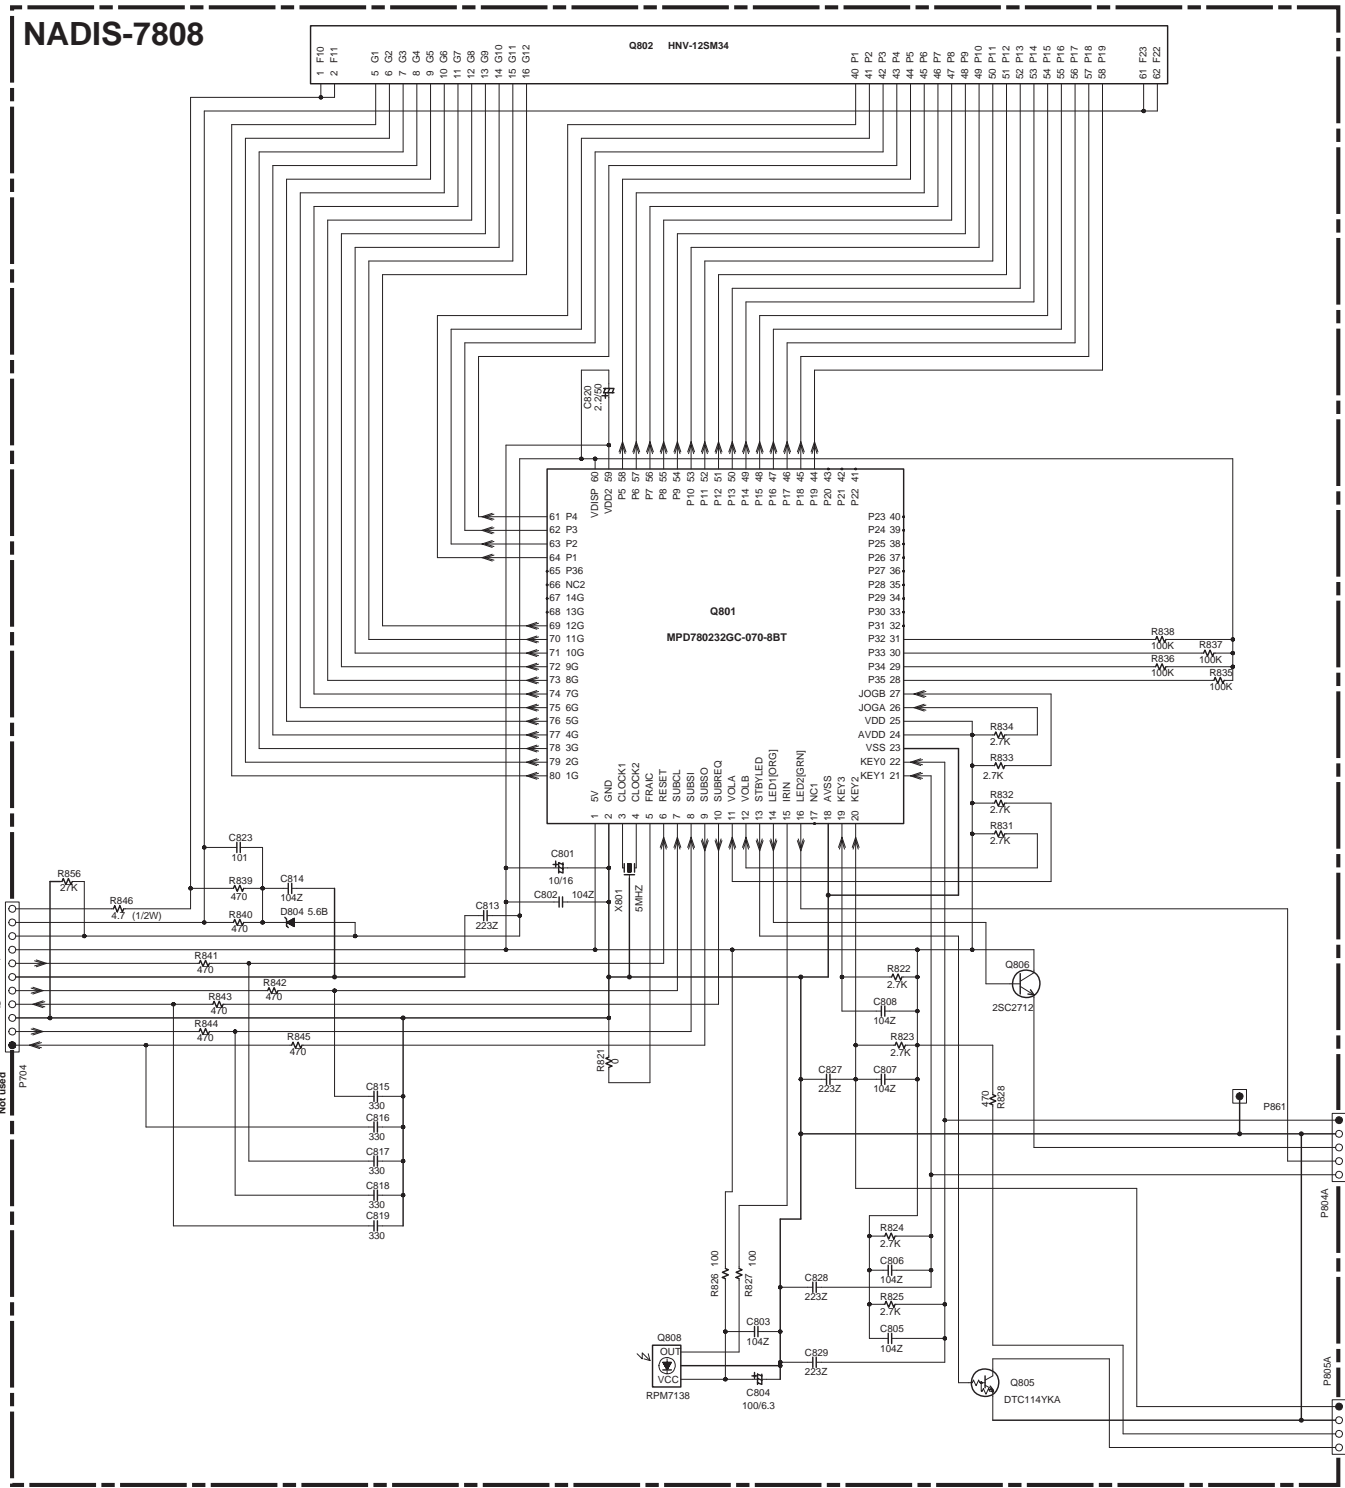 NADIS-7808
Q802 HNV-12SM34
1 F10
2 F11
5 G1
6 G2
7 G3
8 G4
9 G5
10 G6
11 G7
12 G8
13 G9
14 G10
15 G11
16 G12
40 P1
41 P2
42 P3
43 P4
44 P5
45 P6
46 P7
47 P8
48 P9
49 P10
50 P11
51 P12
52 P13
53 P14
54 P15
55 P16
56 P17
57 P18
58 P19
61 F23
62 F22
C820
2.2/50
VDISP 60
VDD2 59
P5 58
P6 57
P7 56
P8 55
P9 54
P10 53
P11 52
P12 51
P13 50
P14 49
P15 48
P16 47
P17 46
P18 45
P19 44
P20 43
P21 42
P22 41
61 P4
62 P3
63 P2
64 P1
65 P36
66 NC2
67 14G
68 13G
69 12G
70 11G
71 10G
72 9G
73 8G
74 7G
75 6G
76 5G
77 4G
78 3G
79 2G
80 1G
Q801
MPD780232GC-070-8BT
P23 40
P24 39
P25 38
P26 37
P27 36
P28 35
P29 34
P30 33
P31 32
P32 31
P33 30
P34 29
P35 28
JOGB 27
JOGA 26
VDD 25
AVDD 24
VSS 23
KEY0 22
KEY1 21
1 5V
2 GND
3 CLOCK1
4 CLOCK2
5 FRAIC
6 RESET
7 SUBCL
8 SUBSI
9 SUBSO
10 SUBREQ
11 VOLA
12 VOLB
13 STBYLED
14 LED1[ORG]
15 IRIN
16 LED2[GRN]
17 NC1
18 AVSS
19 KEY3
20 KEY2
R838
100K
R837
100K
R836
100K
R835
100K
R834
2.7K
R833
2.7K
R832
2.7K
R831
2.7K
C823
101
R856
27K
R839
470
C814
104Z
R846
4.7 (1/2W)
R840
470
D804 5.6B
C801
10/16
C802 104Z
C813
223Z
X801
5MHZ
R841
470
R842
470
R843
470
R844
470
R845
470
P704
Not used
R821
0
C815
330
C816
330
C817
330
C818
330
C819
330
Q806
2SC2712
R822
2.7K
C808
104Z
R823
2.7K
C827
223Z
C807
104Z
470
R828
P861
P804A
R824
2.7K
C806
104Z
R825
2.7K
C805
104Z
R826 100
R827 100
C828
223Z
C803
104Z
C829
223Z
Q808
OUT
VCC
RPM7138
C804
100/6.3
Q805
DTC114YKA
P805A